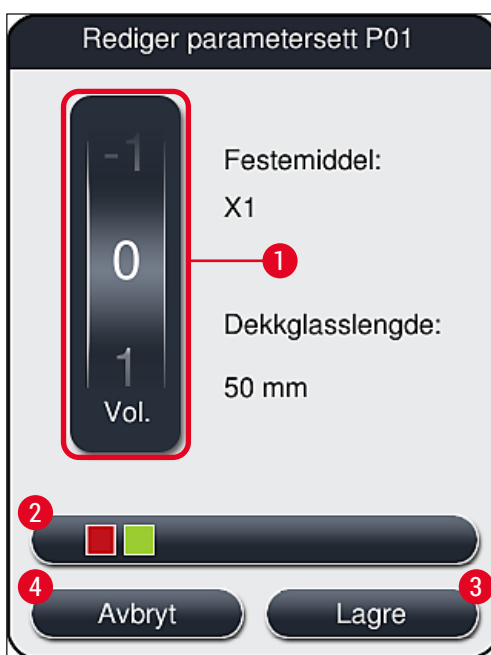 Rediger parametersett P01
-1
0
1
Vol.
1
Festemiddel:
X1
Dekkglasslengde:
50 mm
2
4
Avbryt
3
Lagre